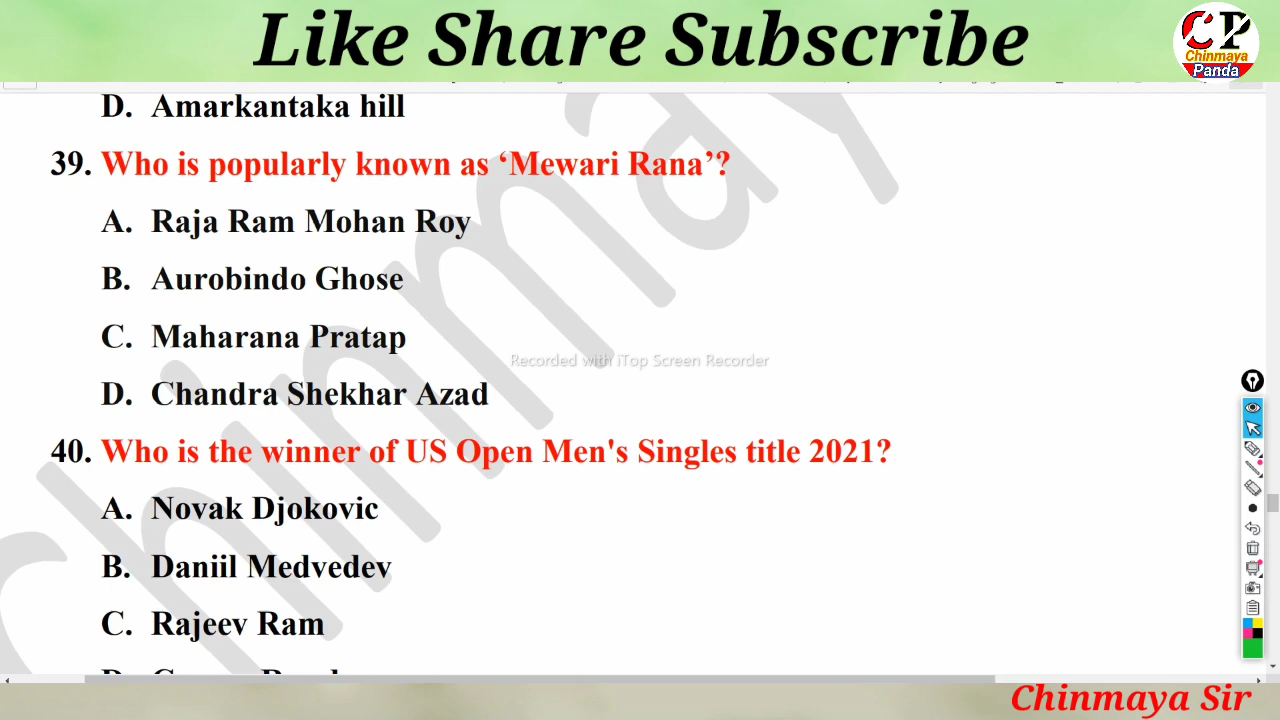 Like Share Subscribe
CP
Chinmaya
Panda
D. Amarkantaka hill
39. Who is popularly known as ‘Mewari Rana’?
A. Raja Ram Mohan Roy
B. Aurobindo Ghose
C. Maharana Pratap
Recorded with iTop Screen Recorder
D. Chandra Shekhar Azad
40. Who is the winner of US Open Men's Singles title 2021?
A. Novak Djokovic
B. Daniil Medvedev
C. Rajeev Ram
Chinmaya Sir